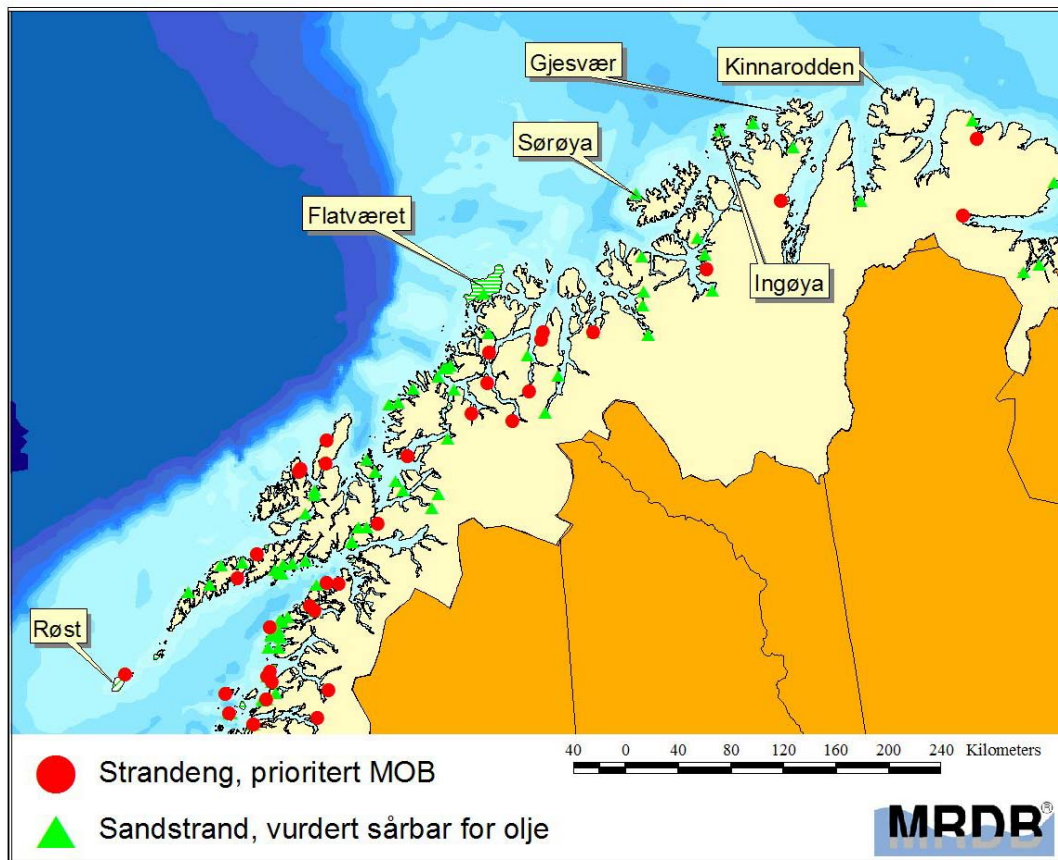 Gjesvær
Kinnarodden
Sørøya
Flatværet
Ingøya
Røst
40 0 40 80 120 160 200 240 Kilometers
Strandeng, prioritert MOB
Sandstrand, vurdert sårbar for olje
MRDB®